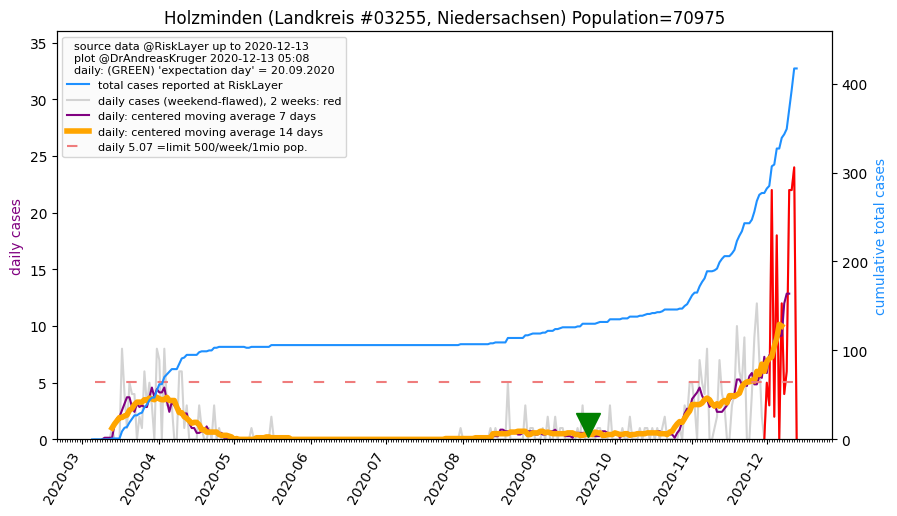 Holzminden (Landkreis #03255, Niedersachsen) Population=70975
source data @RiskLayer up to 2020-12-13
plot @DrAndreasKruger 2020-12-13 05:08
daily: (GREEN) 'expectation day' = 20.09.2020
total cases reported at RiskLayer
daily cases (weekend-flawed), 2 weeks: red
daily: centered moving average 7 days
daily: centered moving average 14 days
daily 5.07 =limit 500/week/1mio pop.
daily cases
35
30
25
20
15
10
5
0
cumulative total cases
400
300
200
100
0
2020-03
2020-04
2020-05
2020-06
2020-07
2020-08
2020-09
2020-10
2020-11
2020-12